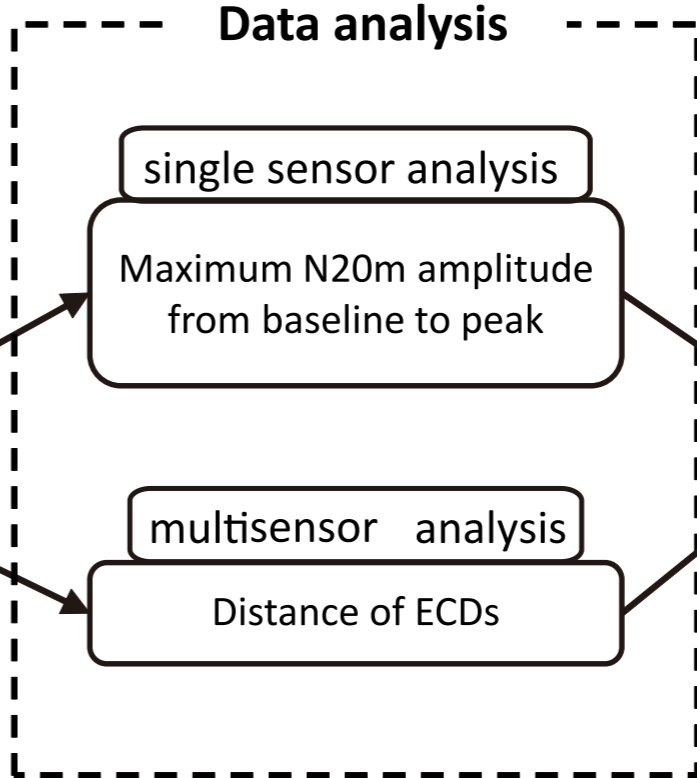 Data analysis
single sensor analysis
Maximum N20m amplitude
from baseline to peak
multisensor analysis
Distance of ECDs